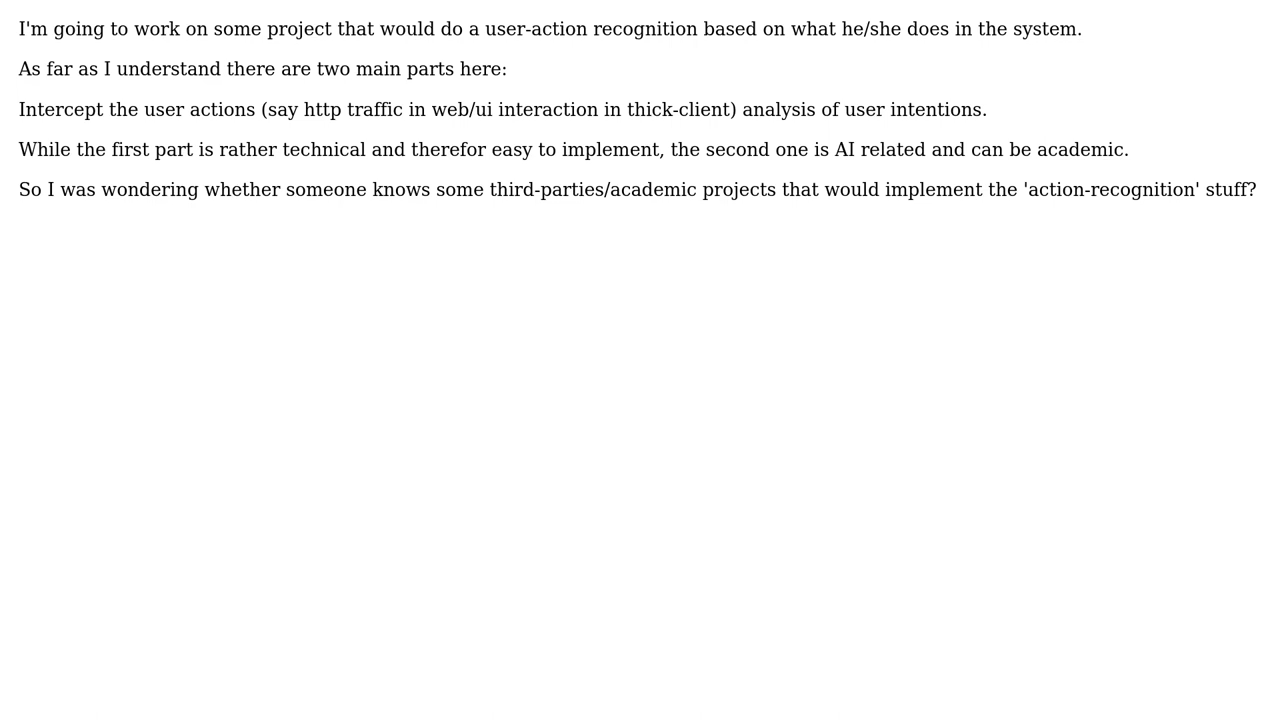 I'm going to work on some project that would do a user-action recognition based on what he/she does in the system.
As far as I understand there are two main parts here:
Intercept the user actions (say http traffic in web/ui interaction in thick-client) analysis of user intentions.
While the first part is rather technical and therefor easy to implement, the second one is AI related and can be academic.
So I was wondering whether someone knows some third-parties/academic projects that would implement the 'action-recognition' stuff?